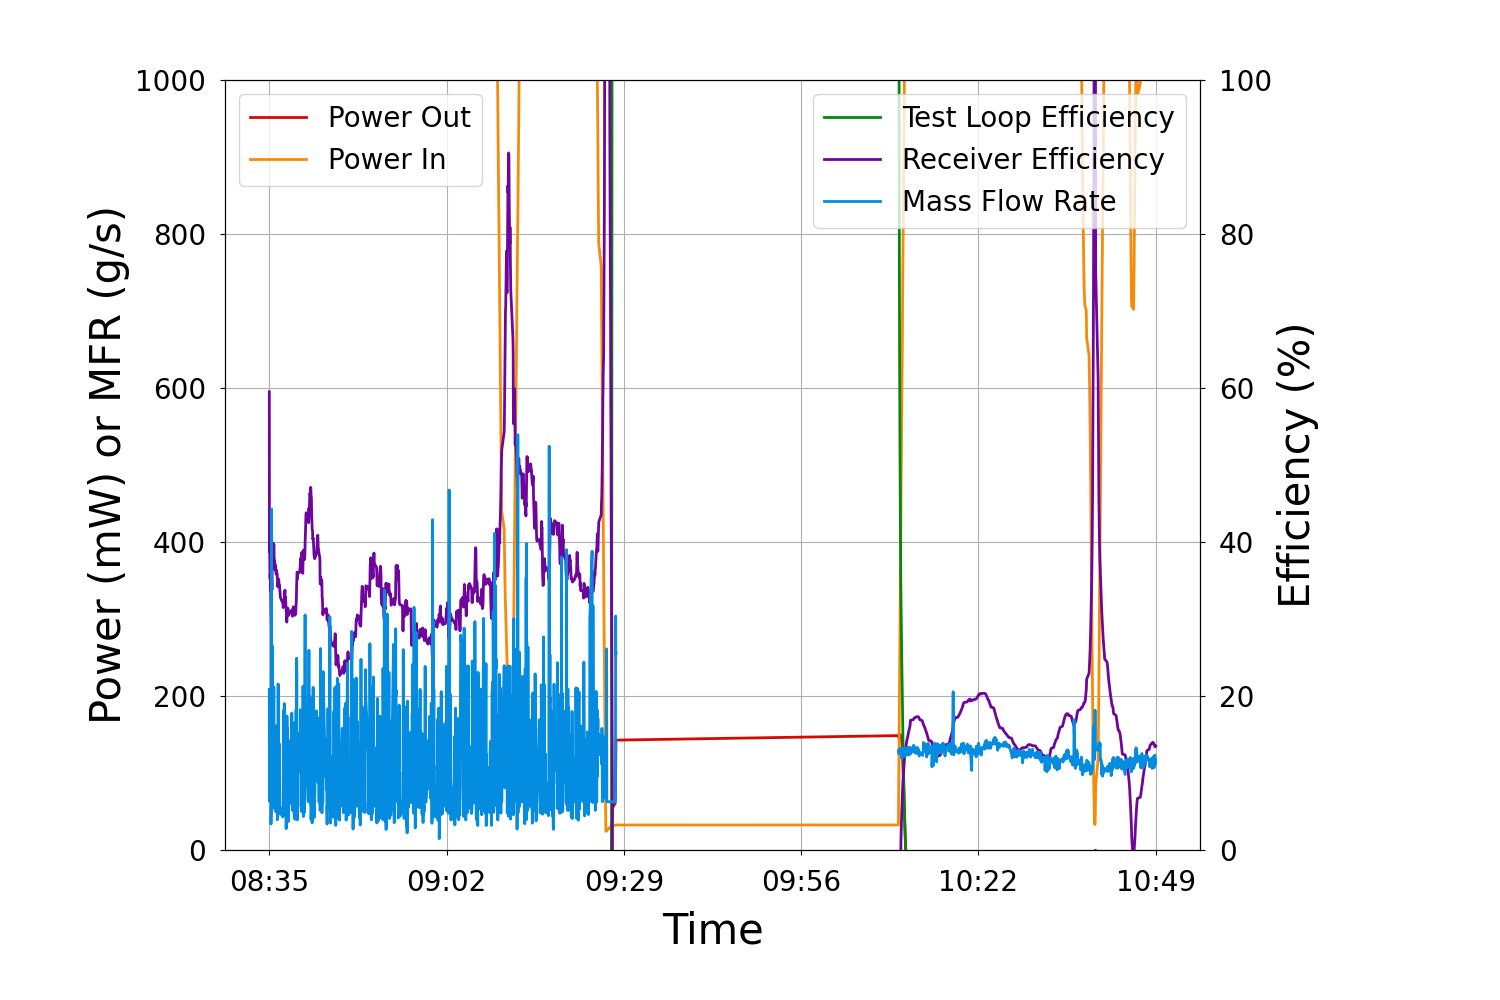 Power (mW) or MFR (g/s)
1000
800
600
400
200
0
Power Out
Power In
Test Loop Efficiency
Receiver Efficiency
Mass Flow Rate
100
80
60
40
20
0
Efficiency (%)
08:35 09:02 09:29 09:56 10:22 10:49
Time